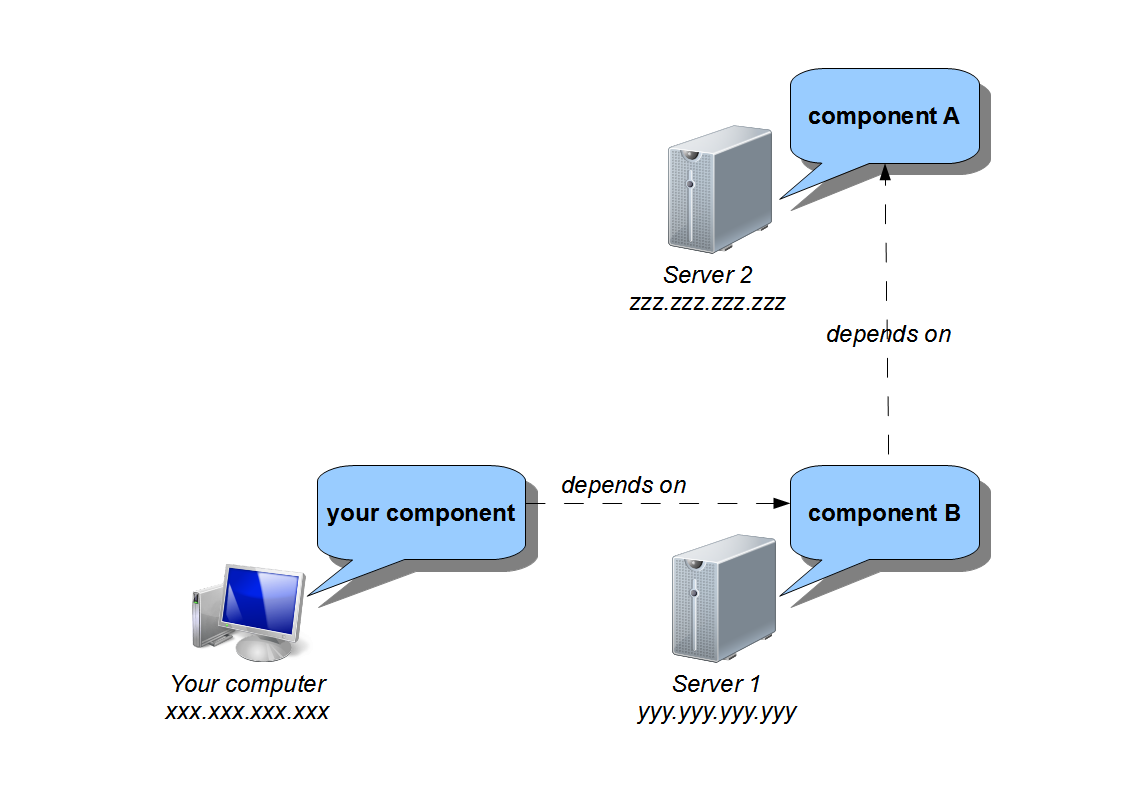 component A
Server 2
zzz.zzz.zzz.zzz
depends on
depends on
your component
component B
Your computer
xxx.xxx.xxx.xxx
Server 1
yyy.yyy.yyy.yyy